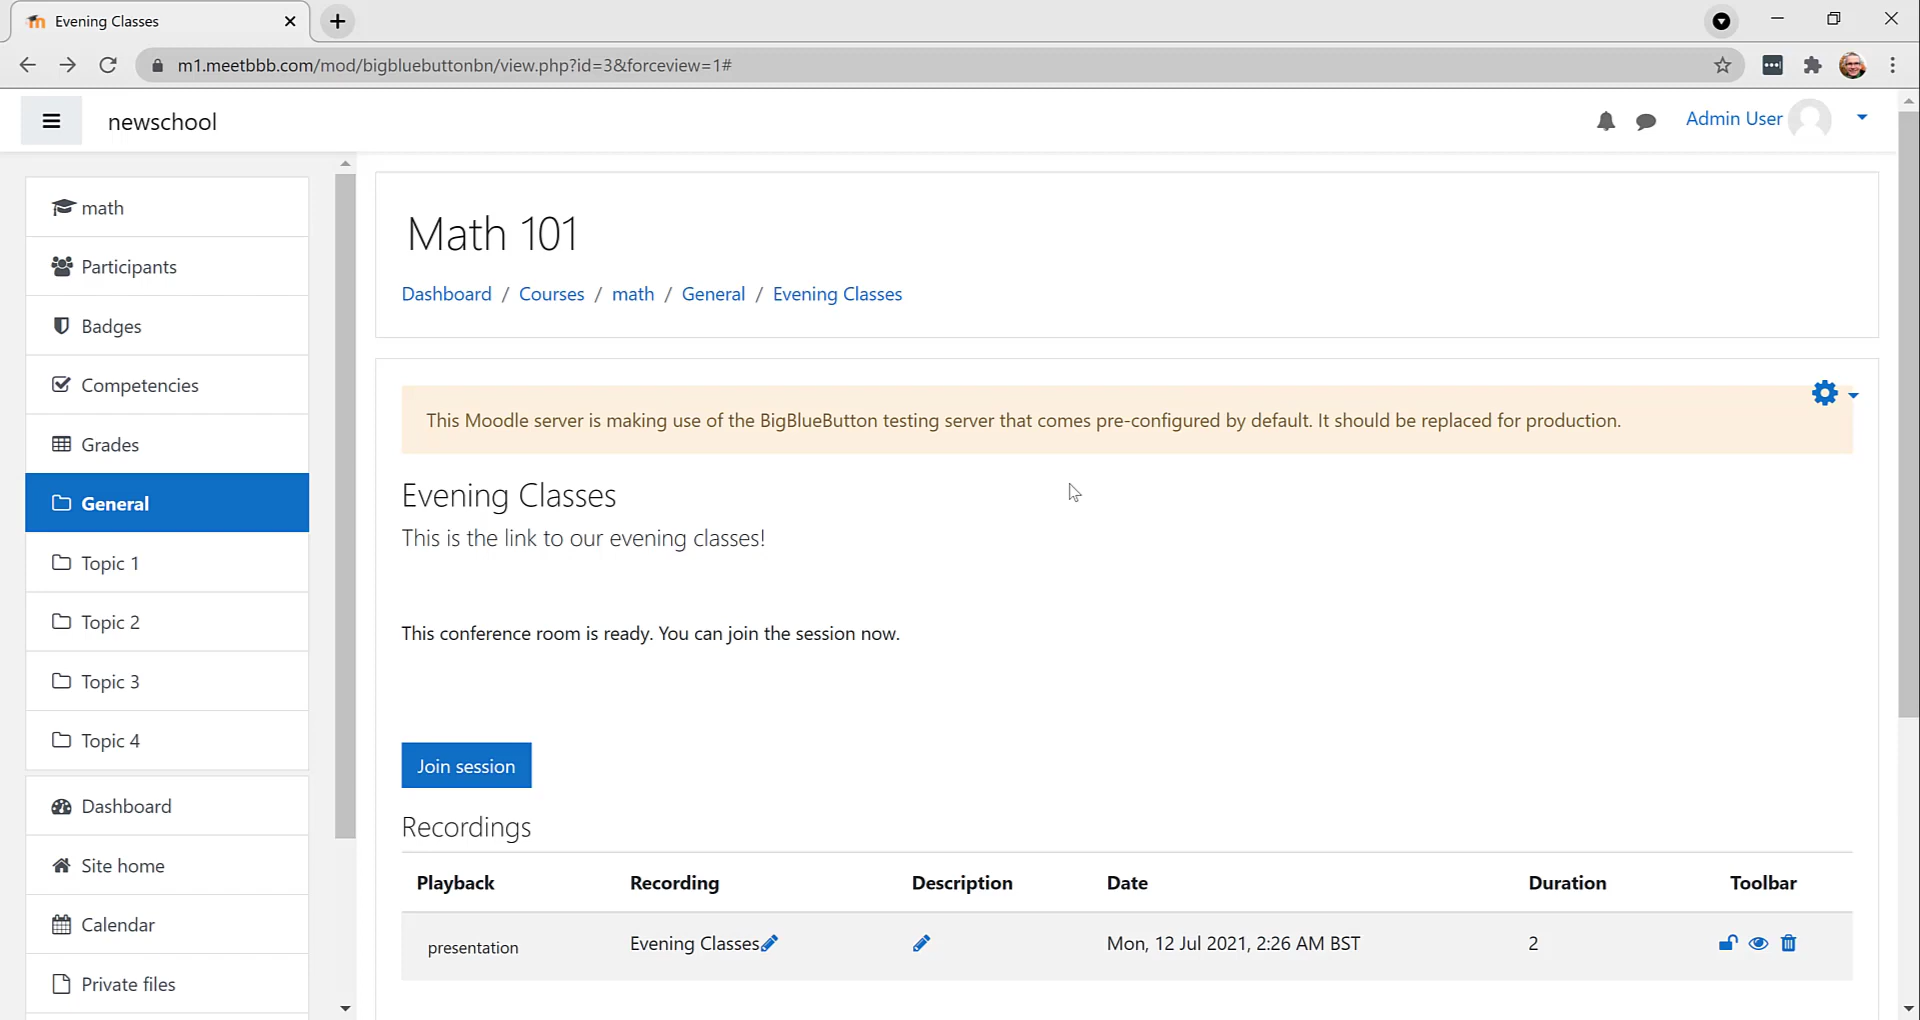 Evening Classes
m1.meetbbb.com/mod/bigbluebuttonbn/view.php?id=3&forceview=1#
newschool
Admin User
math
Participants
Badges
Competencies
Grades
General
Topic 1
Topic 2
Topic 3
Topic 4
Dashboard
Site home
Calendar
Private files
Math 101
Dashboard / Courses / math / General / Evening Classes
This Moodle server is making use of the BigBlueButton testing server that comes pre-configured by default. It should be replaced for production.
Evening Classes
This is the link to our evening classes!
This conference room is ready. You can join the session now.
Join session
Recordings
Playback Recording Description Date Duration Toolbar
presentation Evening Classes Mon, 12 Jul 2021, 2:26 AM BST 2